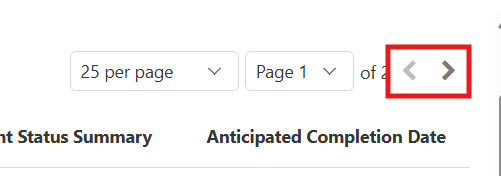 25 per page Page 1 of 2
nt Status Summary Anticipated Completion Date